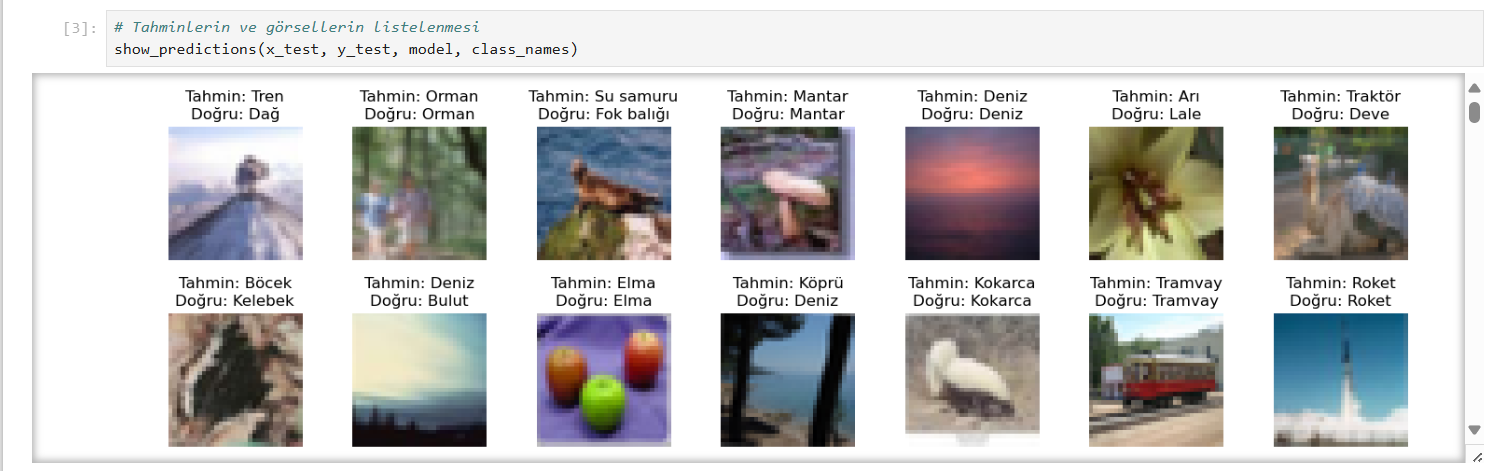 [3]: # Tahminlerin ve görsellerin listelenmesi
show_predictions(x_test, y_test, model, class_names)
Tahmin: Tren
Doğru: Dağ
Tahmin: Orman
Doğru: Orman
Tahmin: Su samuru
Doğru: Fok balığı
Tahmin: Mantar
Doğru: Mantar
Tahmin: Deniz
Doğru: Deniz
Tahmin: Arı
Doğru: Lale
Tahmin: Traktör
Doğru: Deve
Tahmin: Böcek
Doğru: Kelebek
Tahmin: Deniz
Doğru: Bulut
Tahmin: Elma
Doğru: Elma
Tahmin: Köprü
Doğru: Deniz
Tahmin: Kokarca
Doğru: Kokarca
Tahmin: Tramvay
Doğru: Tramvay
Tahmin: Roket
Doğru: Roket